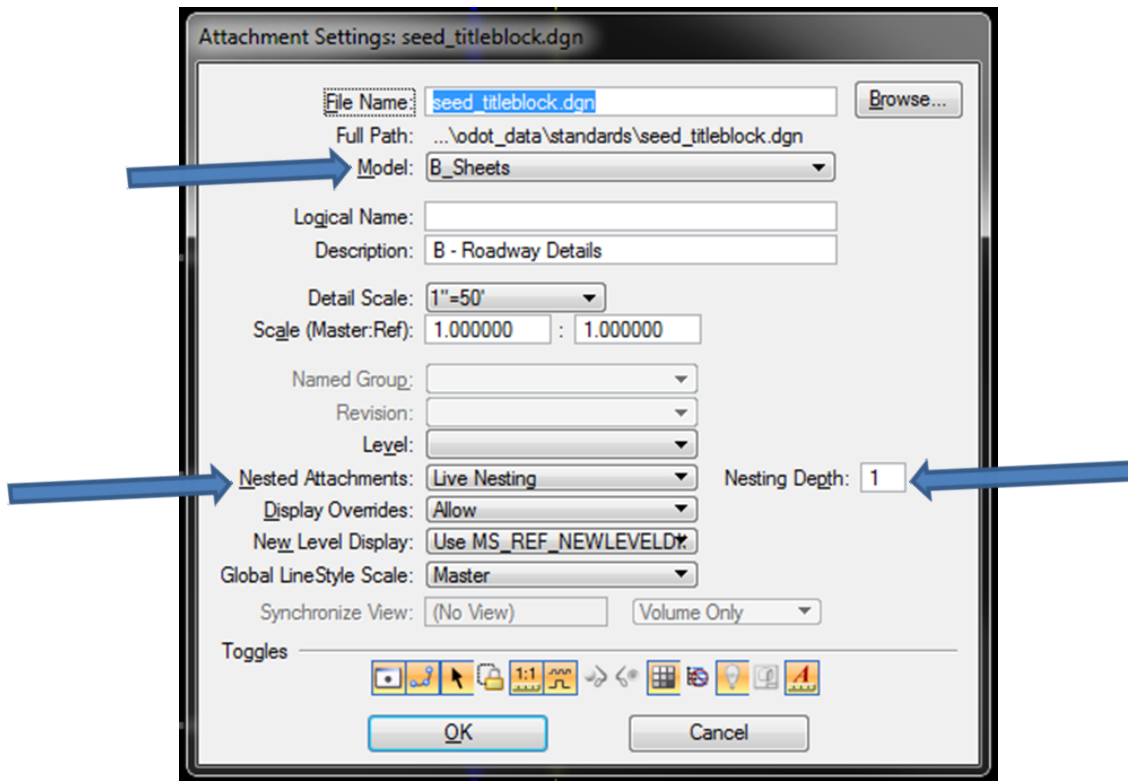 Attachment Settings: seed_titleblock.dgn
File Name: seed_titleblock.dgn Browse...
Full Path: ...\odot_data\standards\seed_titleblock.dgn
Model: B_Sheets
Logical Name:
Description: B - Roadway Details
Detail Scale: 1"=50'
Scale (Master:Ref): 1.000000 : 1.000000
Named Group:
Revision:
Level:
Nested Attachments: Live Nesting Nesting Depth: 1
Display Overrides: Allow
New Level Display: Use MS_REF_NEWLEVELDI
Global LineStyle Scale: Master
Synchronize View: (No View) Volume Only
Toggles
1:1 A
OK Cancel